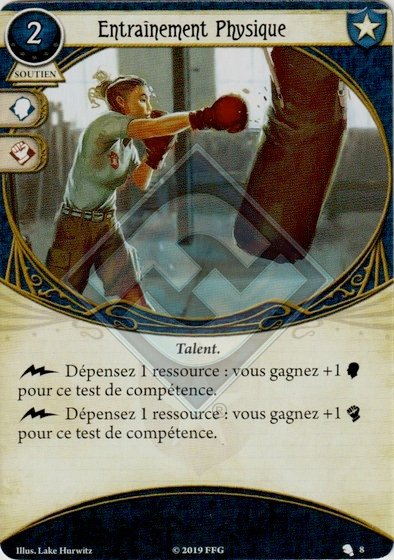 Entraînement Physique
2
SOUTIEN
Talent.
Dépensez 1 ressource : vous gagnez +1
pour ce test de compétence.
Dépensez 1 ressource : vous gagnez +1
pour ce test de compétence.
Illus. Lake Hurwitz
© 2019 FFG
8